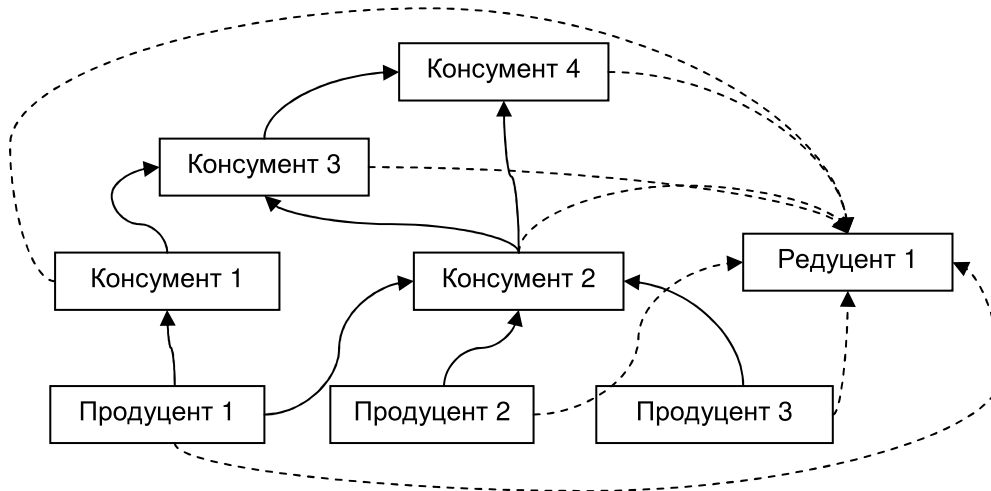 Консумент 4
Консумент 3
Консумент 1
Консумент 2
Редуцент 1
Продуцент 1
Продуцент 2
Продуцент 3